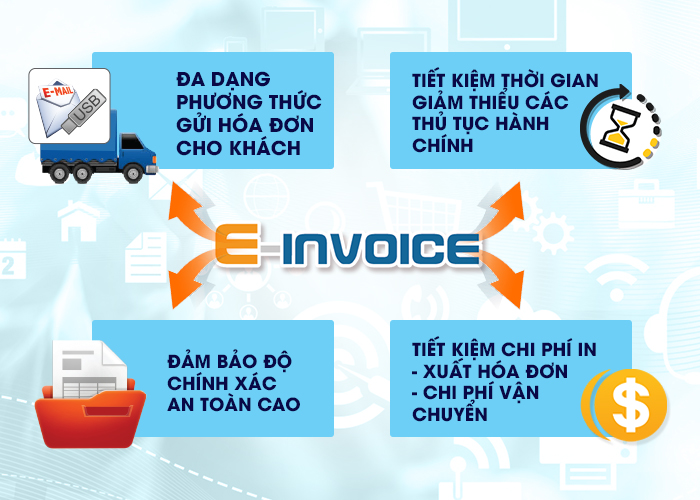 E-MAIL
USB
ĐA DẠNG
PHƯƠNG THỨC
GỬI HÓA ĐƠN
CHO KHÁCH
TIẾT KIỆM THỜI GIAN
GIẢM THIỂU CÁC
THỦ TỤC HÀNH
CHÍNH
E-INVOICE
ĐẢM BẢO ĐỘ
CHÍNH XÁC
AN TOÀN CAO
TIẾT KIỆM CHI PHÍ IN
- XUẤT HÓA ĐƠN
- CHI PHÍ VẬN
CHUYỂN
$
2